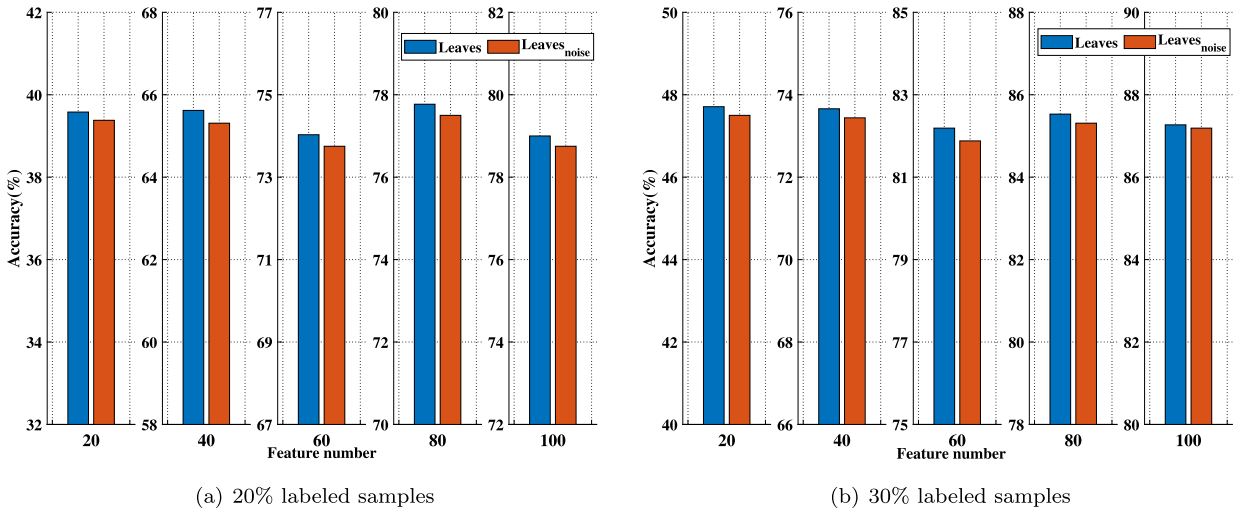 42 68 77 80 82
Leaves Leaves noise
40 66 75 78 80
38 64 73 76 78
36 62 71 74 76
34 60 69 72 74
32 58 67 70 72
Accuracy(%)
20 40 60 80 100
Feature number
(a) 20% labeled samples
50 76 85 88 90
Leaves Leaves noise
48 74 83 86 88
46 72 81 84 86
44 70 79 82 84
42 68 77 80 82
40 66 75 78 80
Accuracy(%)
20 40 60 80 100
Feature number
(b) 30% labeled samples